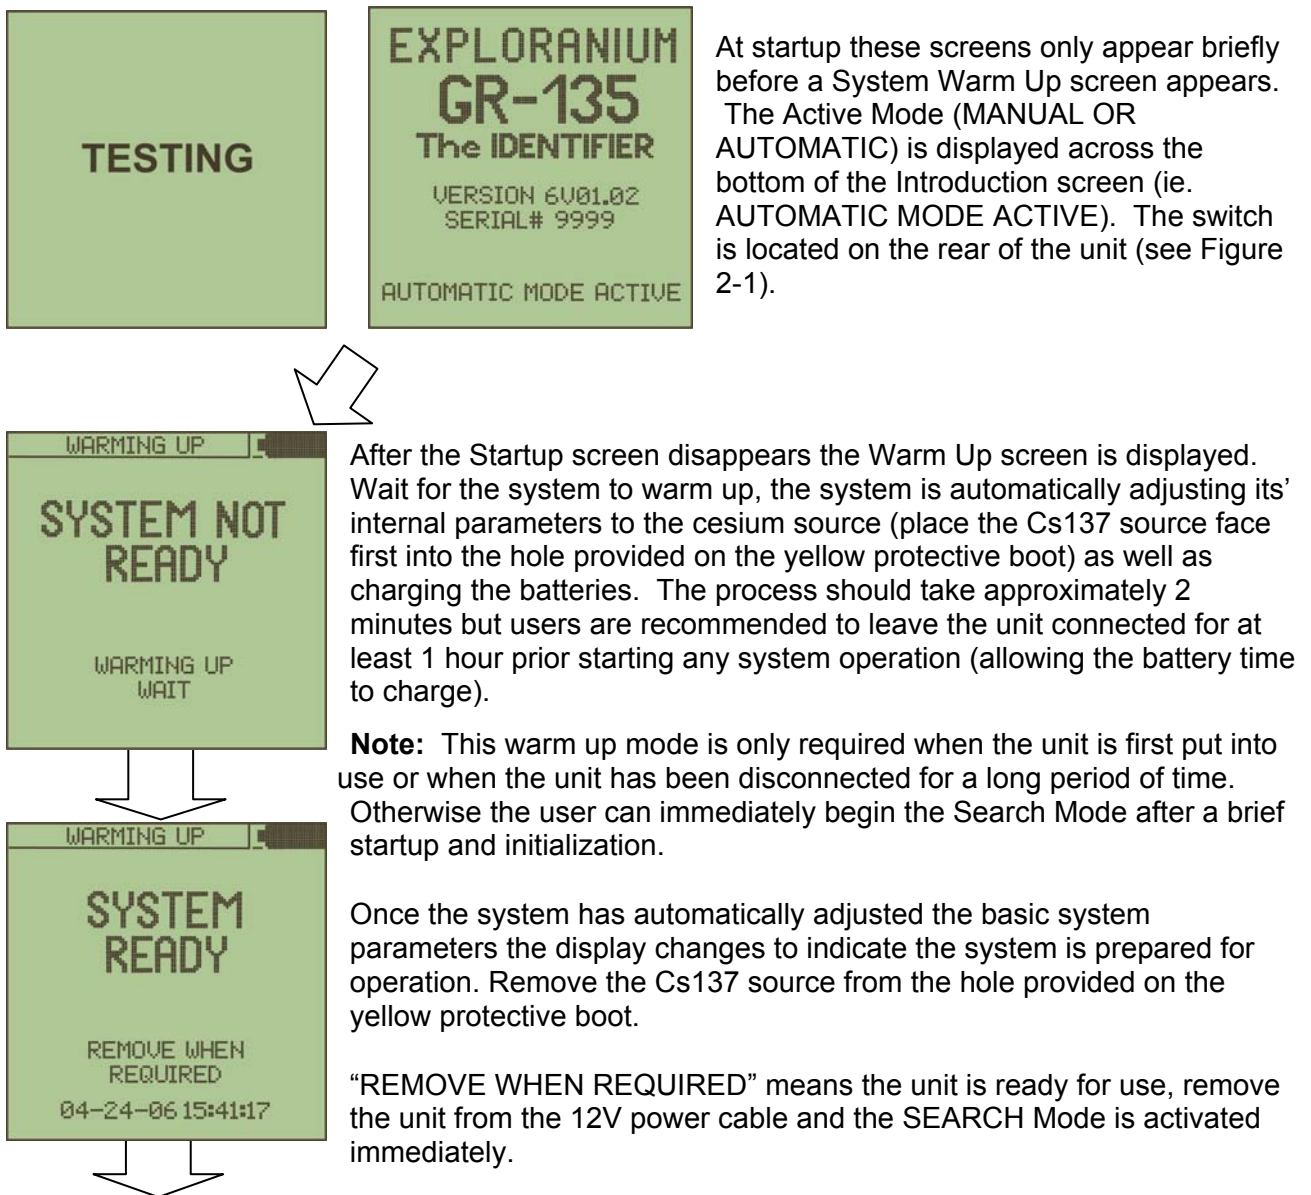 TESTING
EXPLORANIUM
GR-135
The IDENTIFIER
VERSION 6V01.02
SERIAL# 9999
AUTOMATIC MODE ACTIVE
At startup these screens only appear briefly
before a System Warm Up screen appears.
The Active Mode (MANUAL OR
AUTOMATIC) is displayed across the
bottom of the Introduction screen (ie.
AUTOMATIC MODE ACTIVE). The switch
is located on the rear of the unit (see Figure
2-1).
WARMING UP
SYSTEM NOT
READY
WARMING UP
WAIT
After the Startup screen disappears the Warm Up screen is displayed.
Wait for the system to warm up, the system is automatically adjusting its’
internal parameters to the cesium source (place the Cs137 source face
first into the hole provided on the yellow protective boot) as well as
charging the batteries. The process should take approximately 2
minutes but users are recommended to leave the unit connected for at
least 1 hour prior starting any system operation (allowing the battery time
to charge).
Note: This warm up mode is only required when the unit is first put into
use or when the unit has been disconnected for a long period of time.
Otherwise the user can immediately begin the Search Mode after a brief
startup and initialization.
WARMING UP
SYSTEM
READY
REMOVE WHEN
REQUIRED
04-24-06 15:41:17
Once the system has automatically adjusted the basic system
parameters the display changes to indicate the system is prepared for
operation. Remove the Cs137 source from the hole provided on the
yellow protective boot.
“REMOVE WHEN REQUIRED” means the unit is ready for use, remove
the unit from the 12V power cable and the SEARCH Mode is activated
immediately.